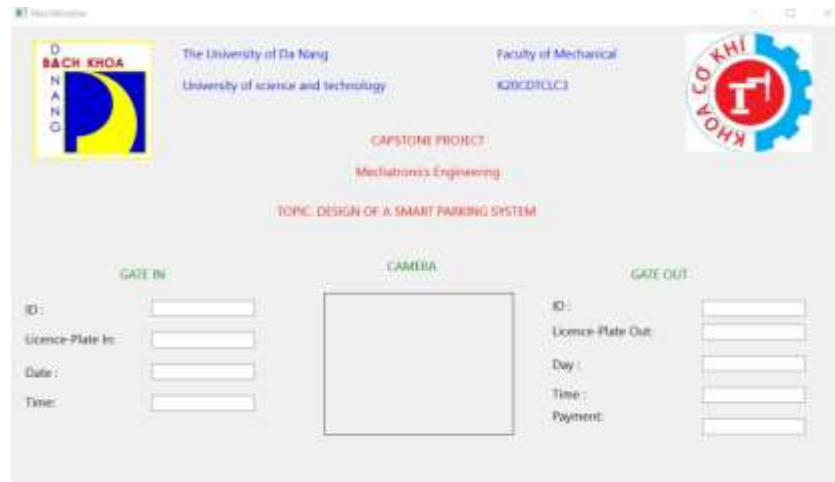 MainWindow
The University of Da Nang
Faculty of Mechanical
University of science and technology
K20CDTCLC3
D
BACH KHOA
N
A
N
G
KHOA CƠ KHÍ
T
CAPSTONE PROJECT
Mechatronics Engineering
TOPIC: DESIGN OF A SMART PARKING SYSTEM
GATE IN
CAMERA
GATE OUT
ID :
Licence-Plate In:
Date :
Time:
ID :
Licence-Plate Out:
Day :
Time :
Payment: